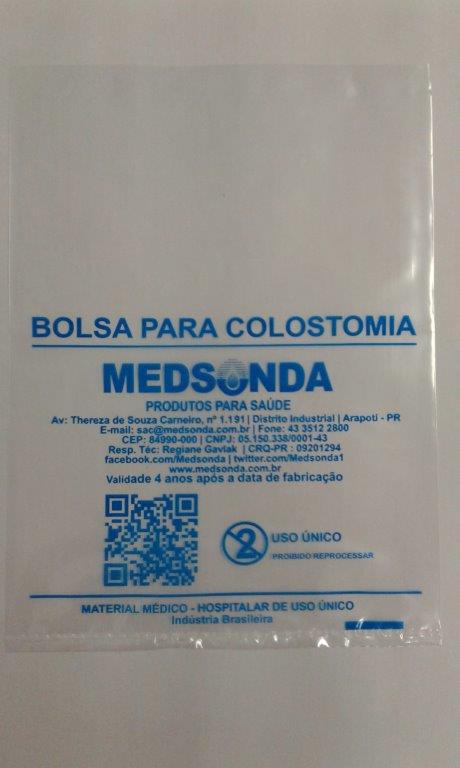 BOLSA PARA COLOSTOMIA
MEDSONDA
PRODUTOS PARA SAÚDE
Av: Thereza de Souza Carneiro, nº 1.191 | Distrito Industrial | Arapoti - PR
E-mail: sac@medsonda.com.br | Fone: 43 3512 2800
CEP: 84990-000 | CNPJ: 05.150.338/0001-43
Resp. Téc: Regiane Gavlak | CRQ-PR : 09201294
facebook.com/Medsonda | twitter.com/Medsonda1
www.medsonda.com.br
Validade 4 anos após a data de fabricação
2
USO ÚNICO
PROIBIDO REPROCESSAR
MATERIAL MÉDICO - HOSPITALAR DE USO ÚNICO
Indústria Brasileira